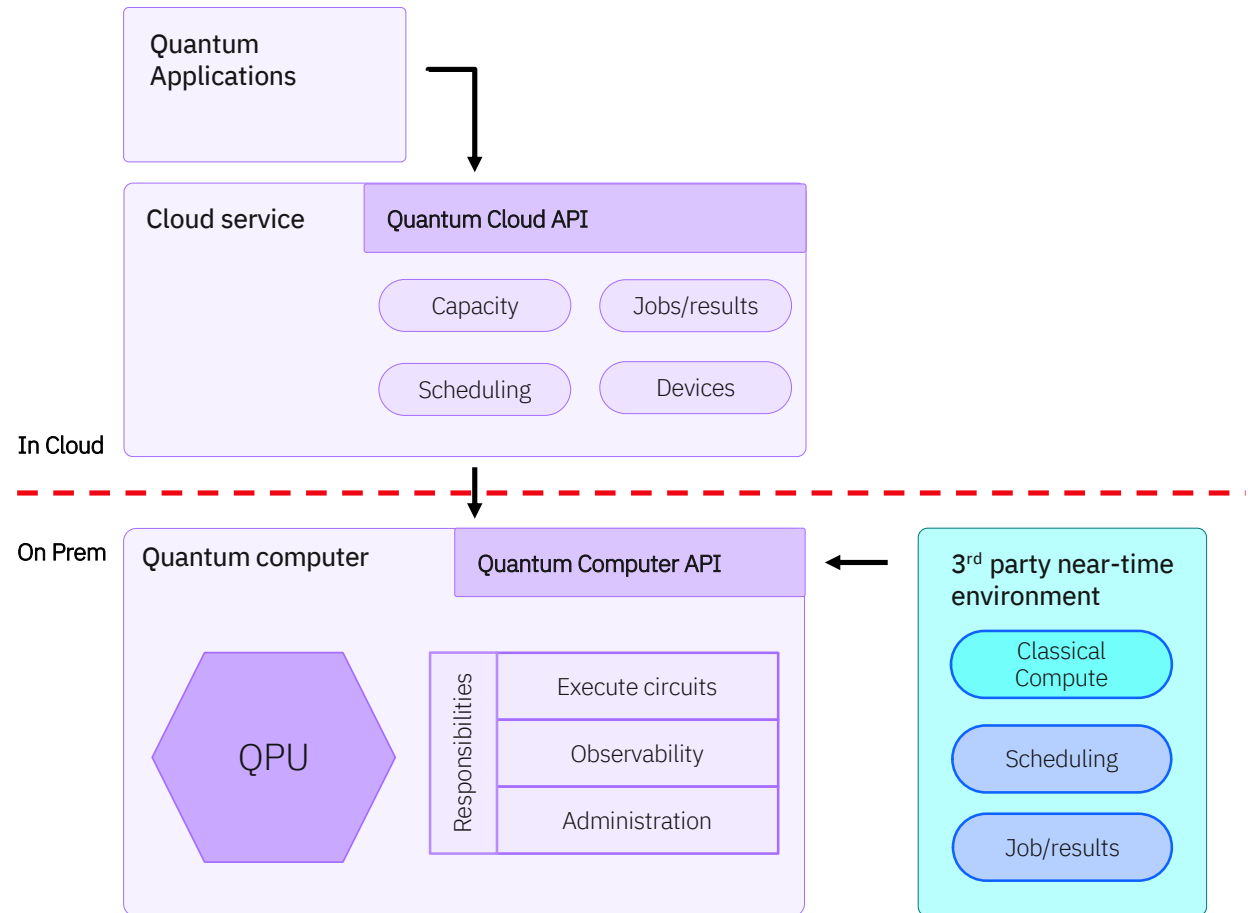 Quantum
Applications
Cloud service
Quantum Cloud API
Capacity
Jobs/results
Scheduling
Devices
In Cloud
On Prem
Quantum computer
Quantum Computer API
QPU
Responsibilities
Execute circuits
Observability
Administration
3rd party near-time
environment
Classical
Compute
Scheduling
Job/results